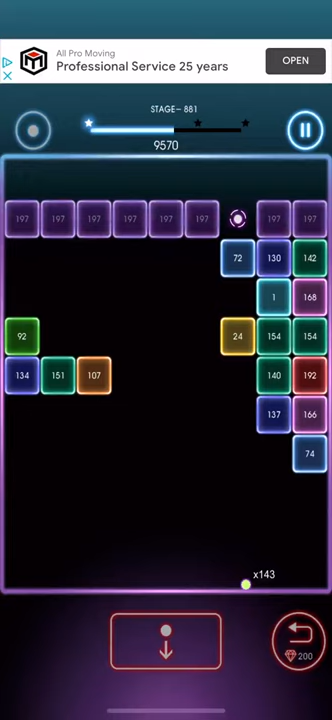 All Pro Moving
Professional Service 25 years
OPEN
STAGE- 881
9570
197 197 197 197 197 197 197 197
72 130 142
1 168
92 24 154 154
134 151 107 140 192
137 166
74
x143
200